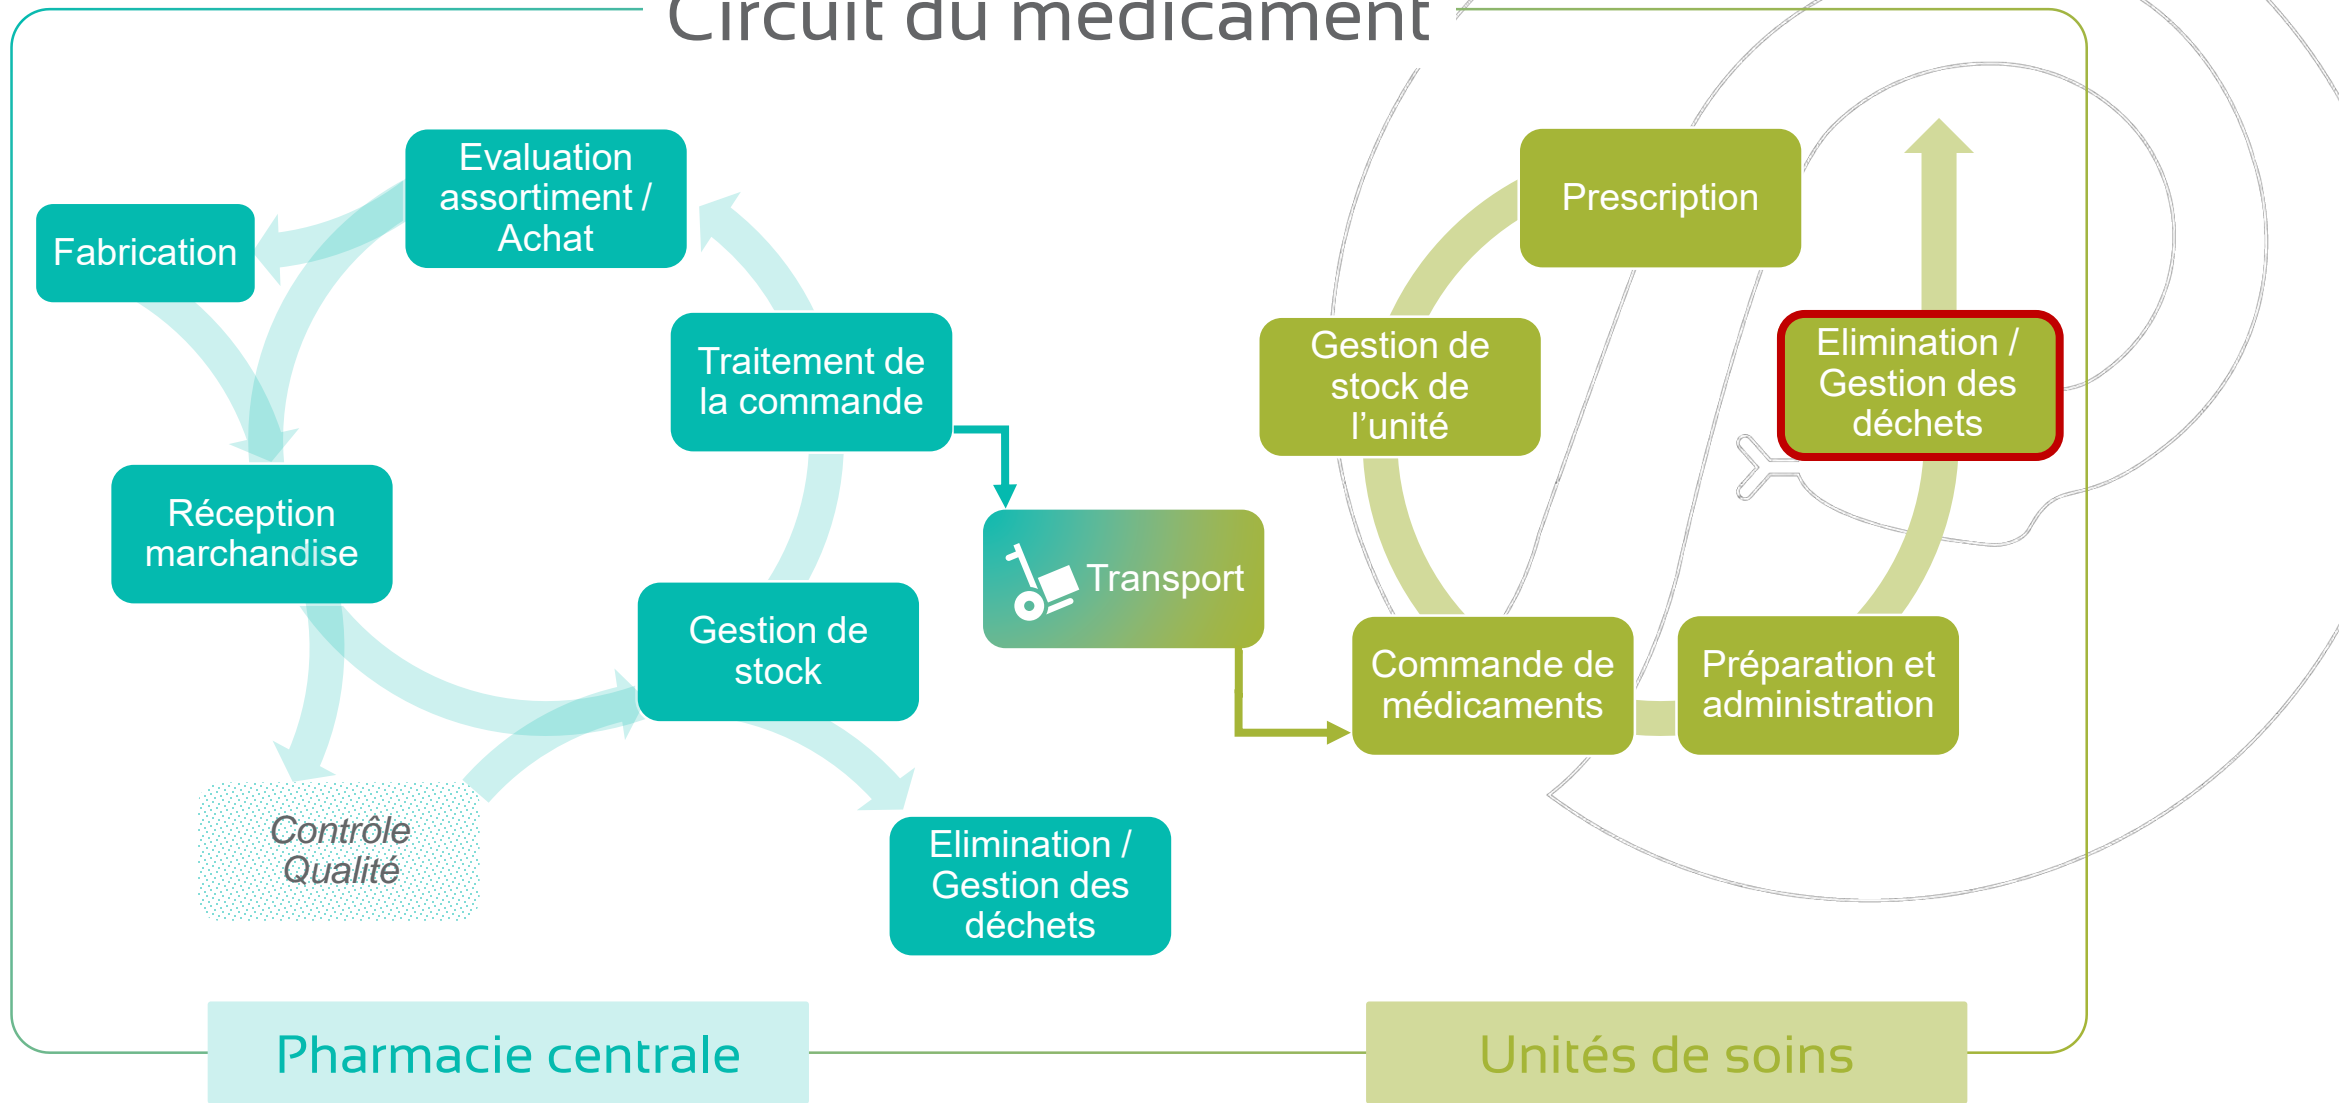 Circuit du médicament
Evaluation
assortiment /
Achat
Fabrication
Traitement de
la commande
Réception
marchandise
Gestion de
stock
Contrôle
Qualité
Elimination /
Gestion des
déchets
Transport
Prescription
Gestion de
stock de
l’unité
Elimination /
Gestion des
déchets
Commande de
médicaments
Préparation et
administration
Pharmacie centrale
Unités de soins